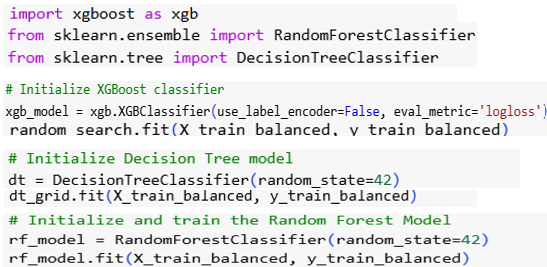 import xgboost as xgb
from sklearn.ensemble import RandomForestClassifier
from sklearn.tree import DecisionTreeClassifier
# Initialize XGBoost classifier
xgb_model = xgb.XGBClassifier(use_label_encoder=False, eval_metric='logloss')
random_search.fit(X_train_balanced, y_train_balanced)
# Initialize Decision Tree model
dt = DecisionTreeClassifier(random_state=42)
dt_grid.fit(X_train_balanced, y_train_balanced)
# Initialize and train the Random Forest Model
rf_model = RandomForestClassifier(random_state=42)
rf_model.fit(X_train_balanced, y_train_balanced)